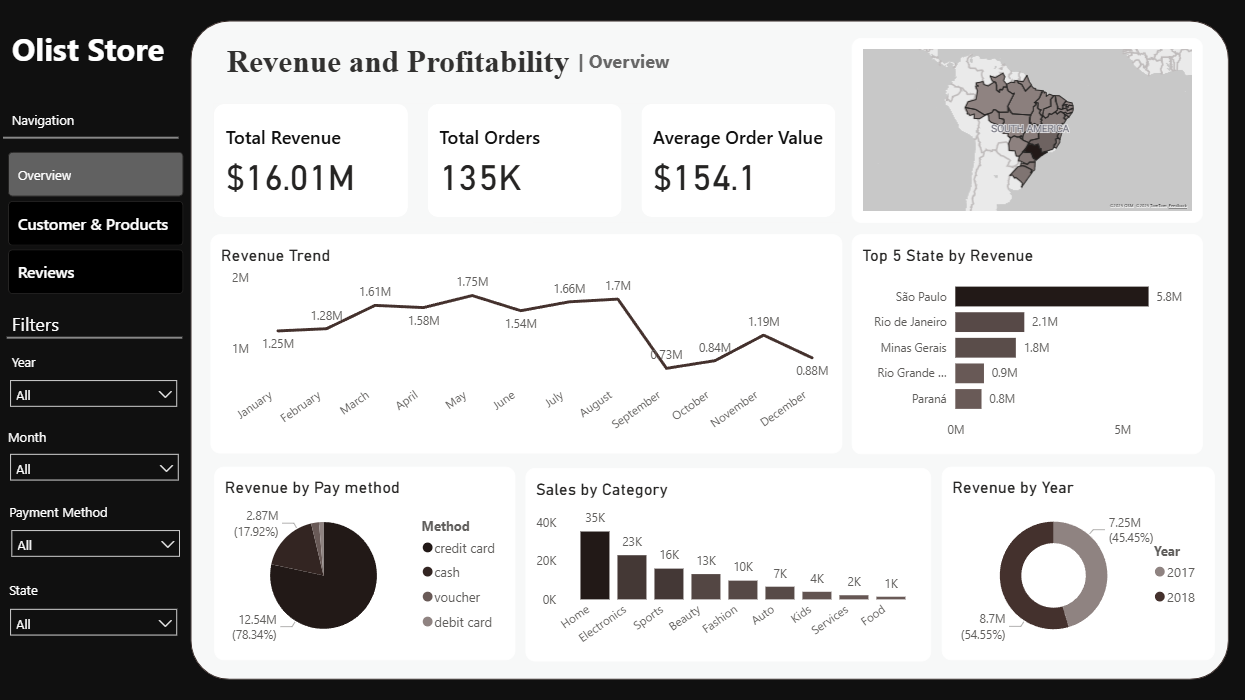 Olist Store
Navigation
Overview
Customer & Products
Reviews
Filters
Year
All
Month
All
Payment Method
All
State
All
Revenue and Profitability | Overview
Total Revenue
$16.01M
Total Orders
135K
Average Order Value
$154.1
SOUTH AMERICA
Revenue Trend
2M
1M
1.25M
1.28M
1.61M
1.58M
1.75M
1.54M
1.66M
1.7M
0.73M
0.84M
1.19M
0.88M
January
February
March
April
May
June
July
August
September
October
November
December
Top 5 State by Revenue
São Paulo 5.8M
Rio de Janeiro 2.1M
Minas Gerais 1.8M
Rio Grande ... 0.9M
Paraná 0.8M
0M 5M
Revenue by Pay method
2.87M
(17.92%)
12.54M
(78.34%)
Method
credit card
cash
voucher
debit card
Sales by Category
40K
20K
0K
35K
23K
16K
13K
10K
7K
4K
2K
1K
Home
Electronics
Sports
Beauty
Fashion
Auto
Kids
Services
Food
Revenue by Year
7.25M
(45.45%)
8.7M
(54.55%)
Year
2017
2018